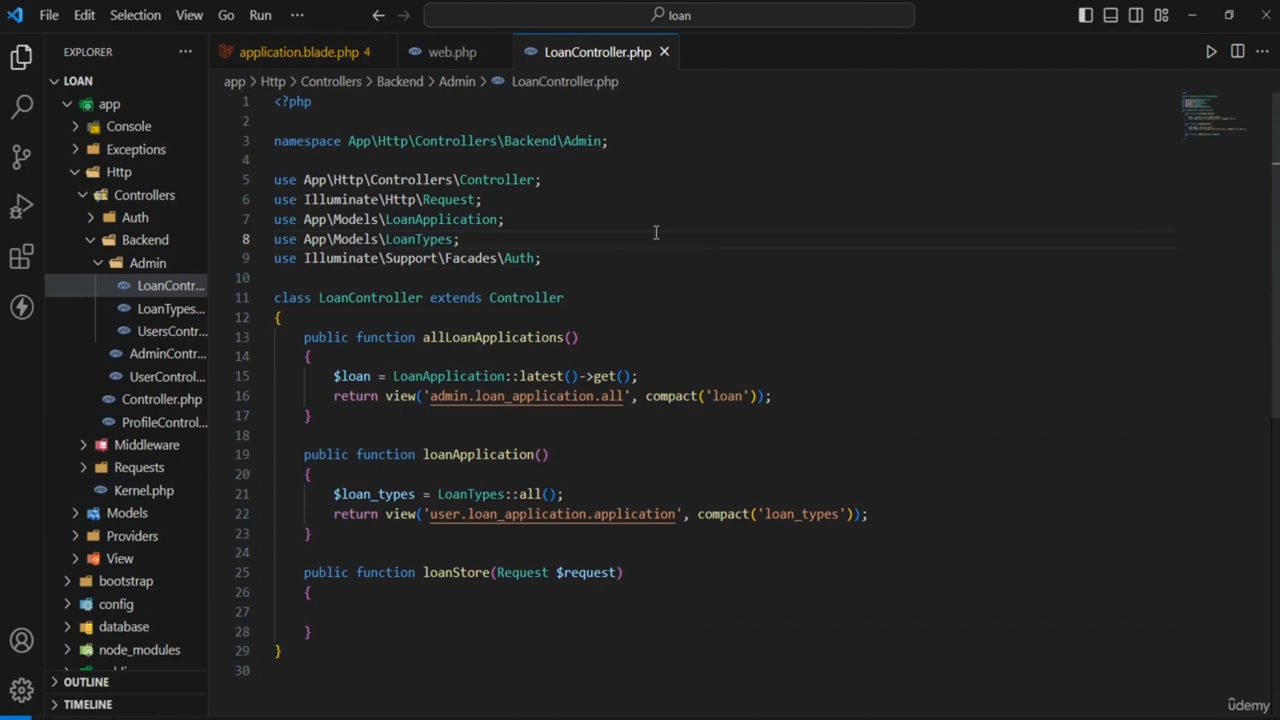 File Edit Selection View Go Run ···
loan
EXPLORER ···
LOAN
app
Console
Exceptions
Http
Controllers
Auth
Backend
Admin
LoanContr...
LoanTypes...
UsersContr...
AdminContr...
UserControl...
Controller.php
ProfileControl...
Middleware
Requests
Kernel.php
Models
Providers
View
bootstrap
config
database
node_modules
OUTLINE
TIMELINE
application.blade.php 4 web.php LoanController.php
app > Http > Controllers > Backend > Admin > LoanController.php
1 <?php
2
3 namespace App\Http\Controllers\Backend\Admin;
4
5 use App\Http\Controllers\Controller;
6 use Illuminate\Http\Request;
7 use App\Models\LoanApplication;
8 use App\Models\LoanTypes;
9 use Illuminate\Support\Facades\Auth;
10
11 class LoanController extends Controller
12 {
13 public function allLoanApplications()
14 {
15 $loan = LoanApplication::latest()->get();
16 return view('admin.loan_application.all', compact('loan'));
17 }
18
19 public function loanApplication()
20 {
21 $loan_types = LoanTypes::all();
22 return view('user.loan_application.application', compact('loan_types'));
23 }
24
25 public function loanStore(Request $request)
26 {
27
28 }
29 }
30
udemy